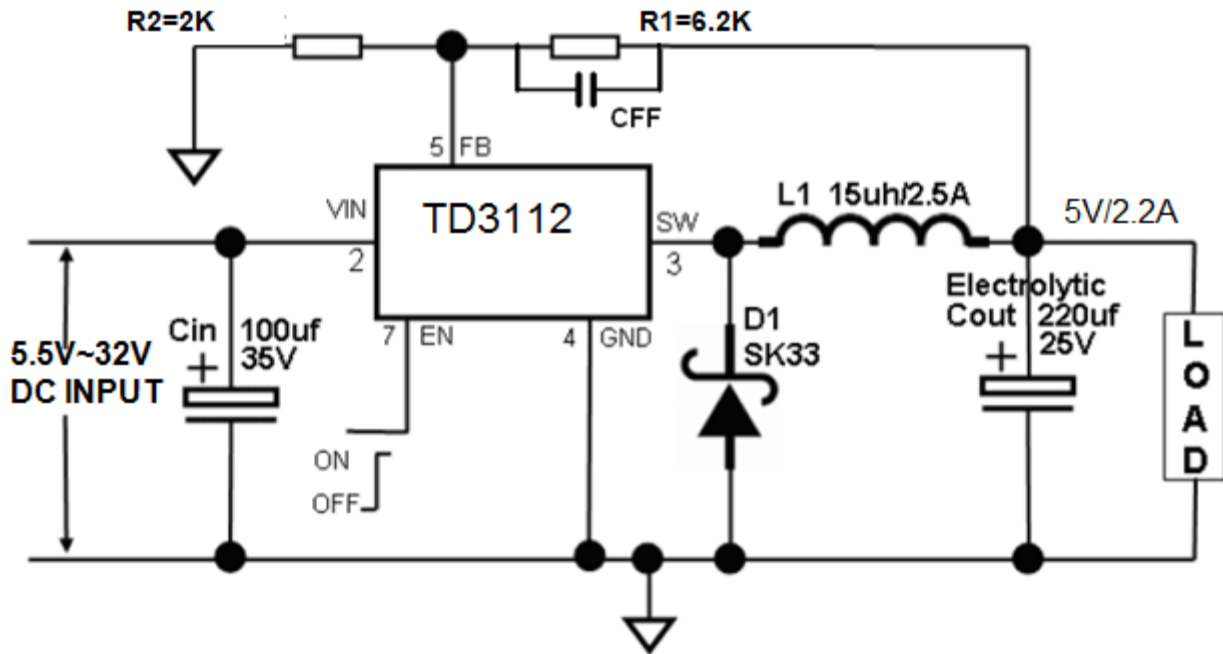 R2=2K
R1=6.2K
CFF
5 FB
VIN
TD3112
SW
L1 15uh/2.5A
5V/2.2A
2
3
7 EN
4 GND
Cin 100uf
35V
+
5.5V~32V
DC INPUT
D1
SK33
Electrolytic
Cout 220uf
25V
+
L
O
A
D
ON
OFF